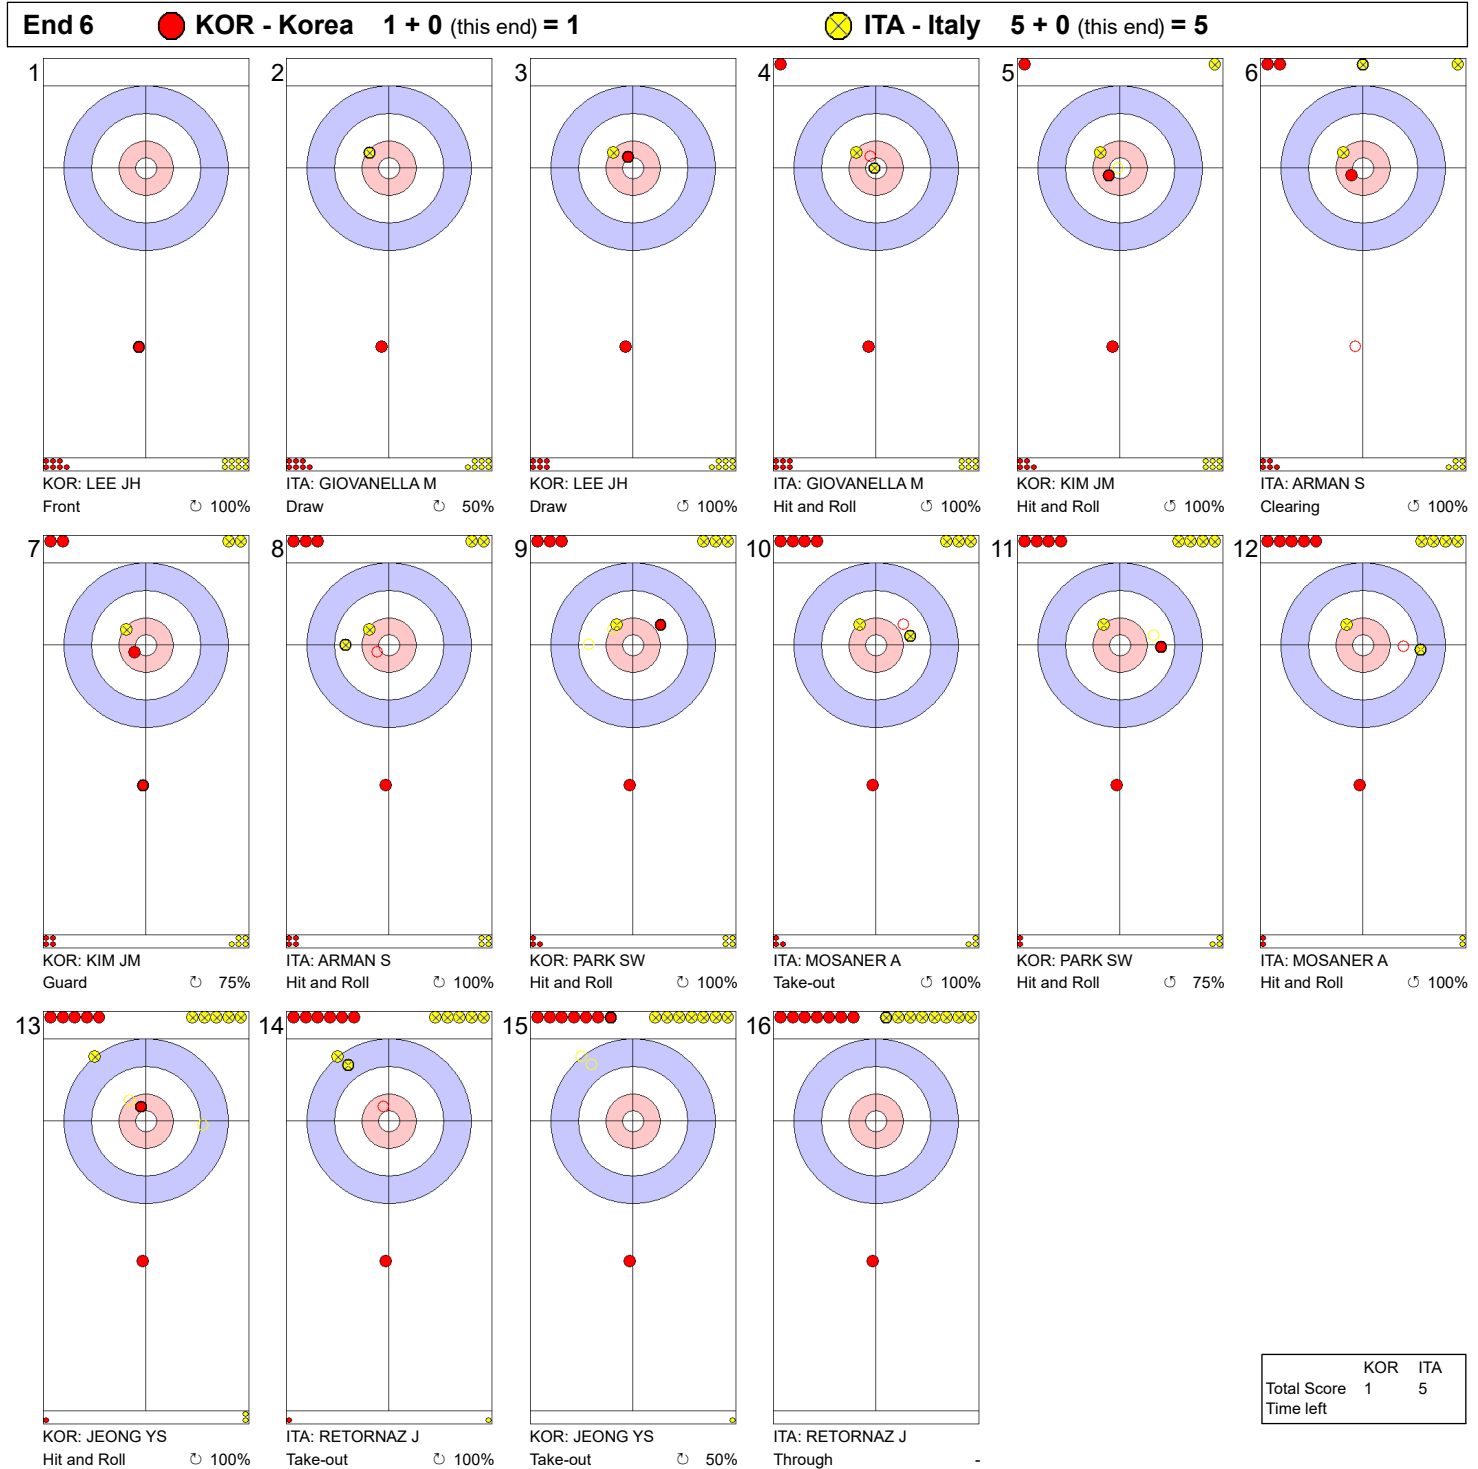 End 6 KOR - Korea 1 + 0 (this end) = 1 ITA - Italy 5 + 0 (this end) = 5
1 2 3 4 5 6
KOR: LEE JH ITA: GIOVANELLA M KOR: LEE JH ITA: GIOVANELLA M KOR: KIM JM ITA: ARMAN S
Front ↻ 100% Draw ↻ 50% Draw ↺ 100% Hit and Roll ↺ 100% Hit and Roll ↺ 100% Clearing ↺ 100%
7 8 9 10 11 12
KOR: KIM JM ITA: ARMAN S KOR: PARK SW ITA: MOSANER A KOR: PARK SW ITA: MOSANER A
Guard ↻ 75% Hit and Roll ↻ 100% Hit and Roll ↻ 100% Take-out ↺ 100% Hit and Roll ↺ 75% Hit and Roll ↻ 100%
13 14 15 16
KOR: JEONG YS ITA: RETORNAZ J KOR: JEONG YS ITA: RETORNAZ J
Hit and Roll ↻ 100% Take-out ↻ 100% Take-out ↻ 50% Through -
KOR ITA
Total Score 1 5
Time left